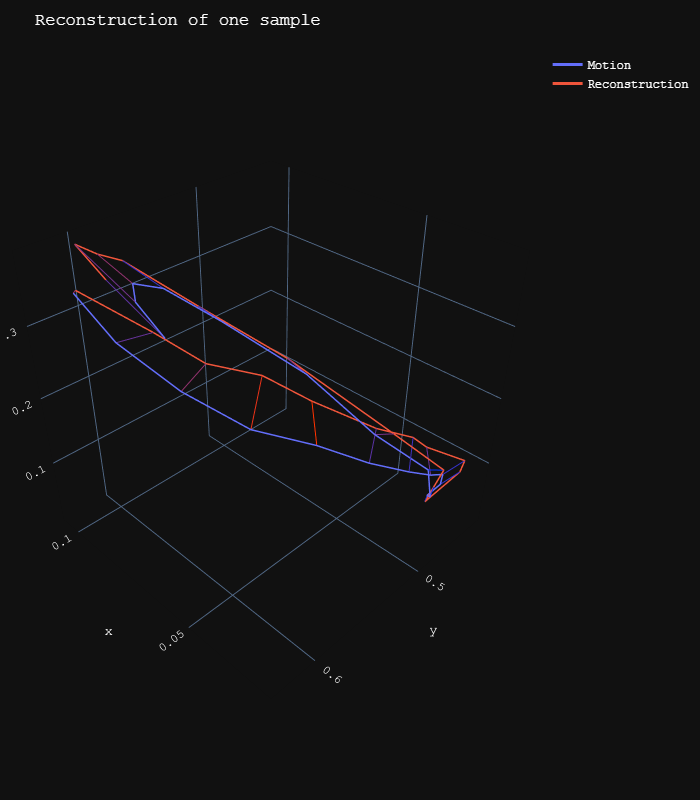 Reconstruction of one sample
Motion
Reconstruction
.3
0.2
0.1
0.1
0.05
0.5
0.6
x
y